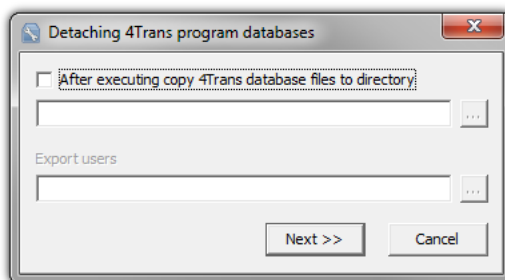 Detaching 4Trans program databases
After executing copy 4Trans database files to directory
...
Export users
...
Next >>
Cancel